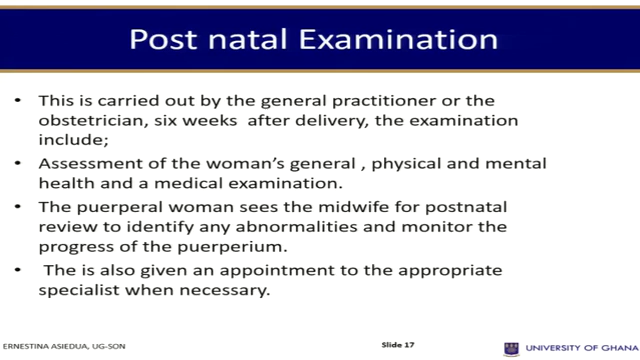 Post natal Examination
• This is carried out by the general practitioner or the
obstetrician, six weeks after delivery, the examination
include;
• Assessment of the woman's general , physical and mental
health and a medical examination.
• The puerperal woman sees the midwife for postnatal
review to identify any abnormalities and monitor the
progress of the puerperium.
• The is also given an appointment to the appropriate
specialist when necessary.
ERNESTINA ASIEDUA, UG-SON
Slide 17
UNIVERSITY OF GHANA